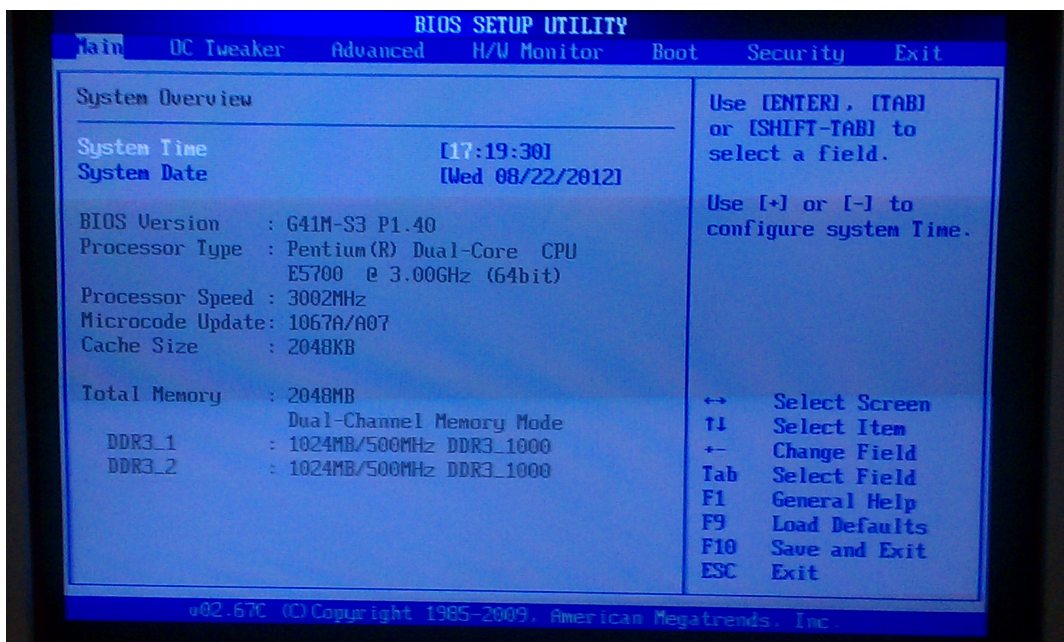 BIOS SETUP UTILITY
Main OC Tweaker Advanced H/W Monitor Boot Security Exit
System Overview
System Time [17:19:30]
System Date [Wed 08/22/2012]
BIOS Version : G41M-S3 P1.40
Processor Type : Pentium(R) Dual-Core CPU
E5700 @ 3.00GHz (64bit)
Processor Speed : 3002MHz
Microcode Update: 1067A/A07
Cache Size : 2048KB
Total Memory : 2048MB
Dual-Channel Memory Mode
DDR3_1 : 1024MB/500MHz DDR3_1000
DDR3_2 : 1024MB/500MHz DDR3_1000
Use [ENTER], [TAB]
or [SHIFT-TAB] to
select a field.
Use [+] or [-] to
configure system Time.
↔ Select Screen
↑↓ Select Item
+- Change Field
Tab Select Field
F1 General Help
F9 Load Defaults
F10 Save and Exit
ESC Exit
v02.67C (C)Copyright 1985-2009, American Megatrends, Inc.